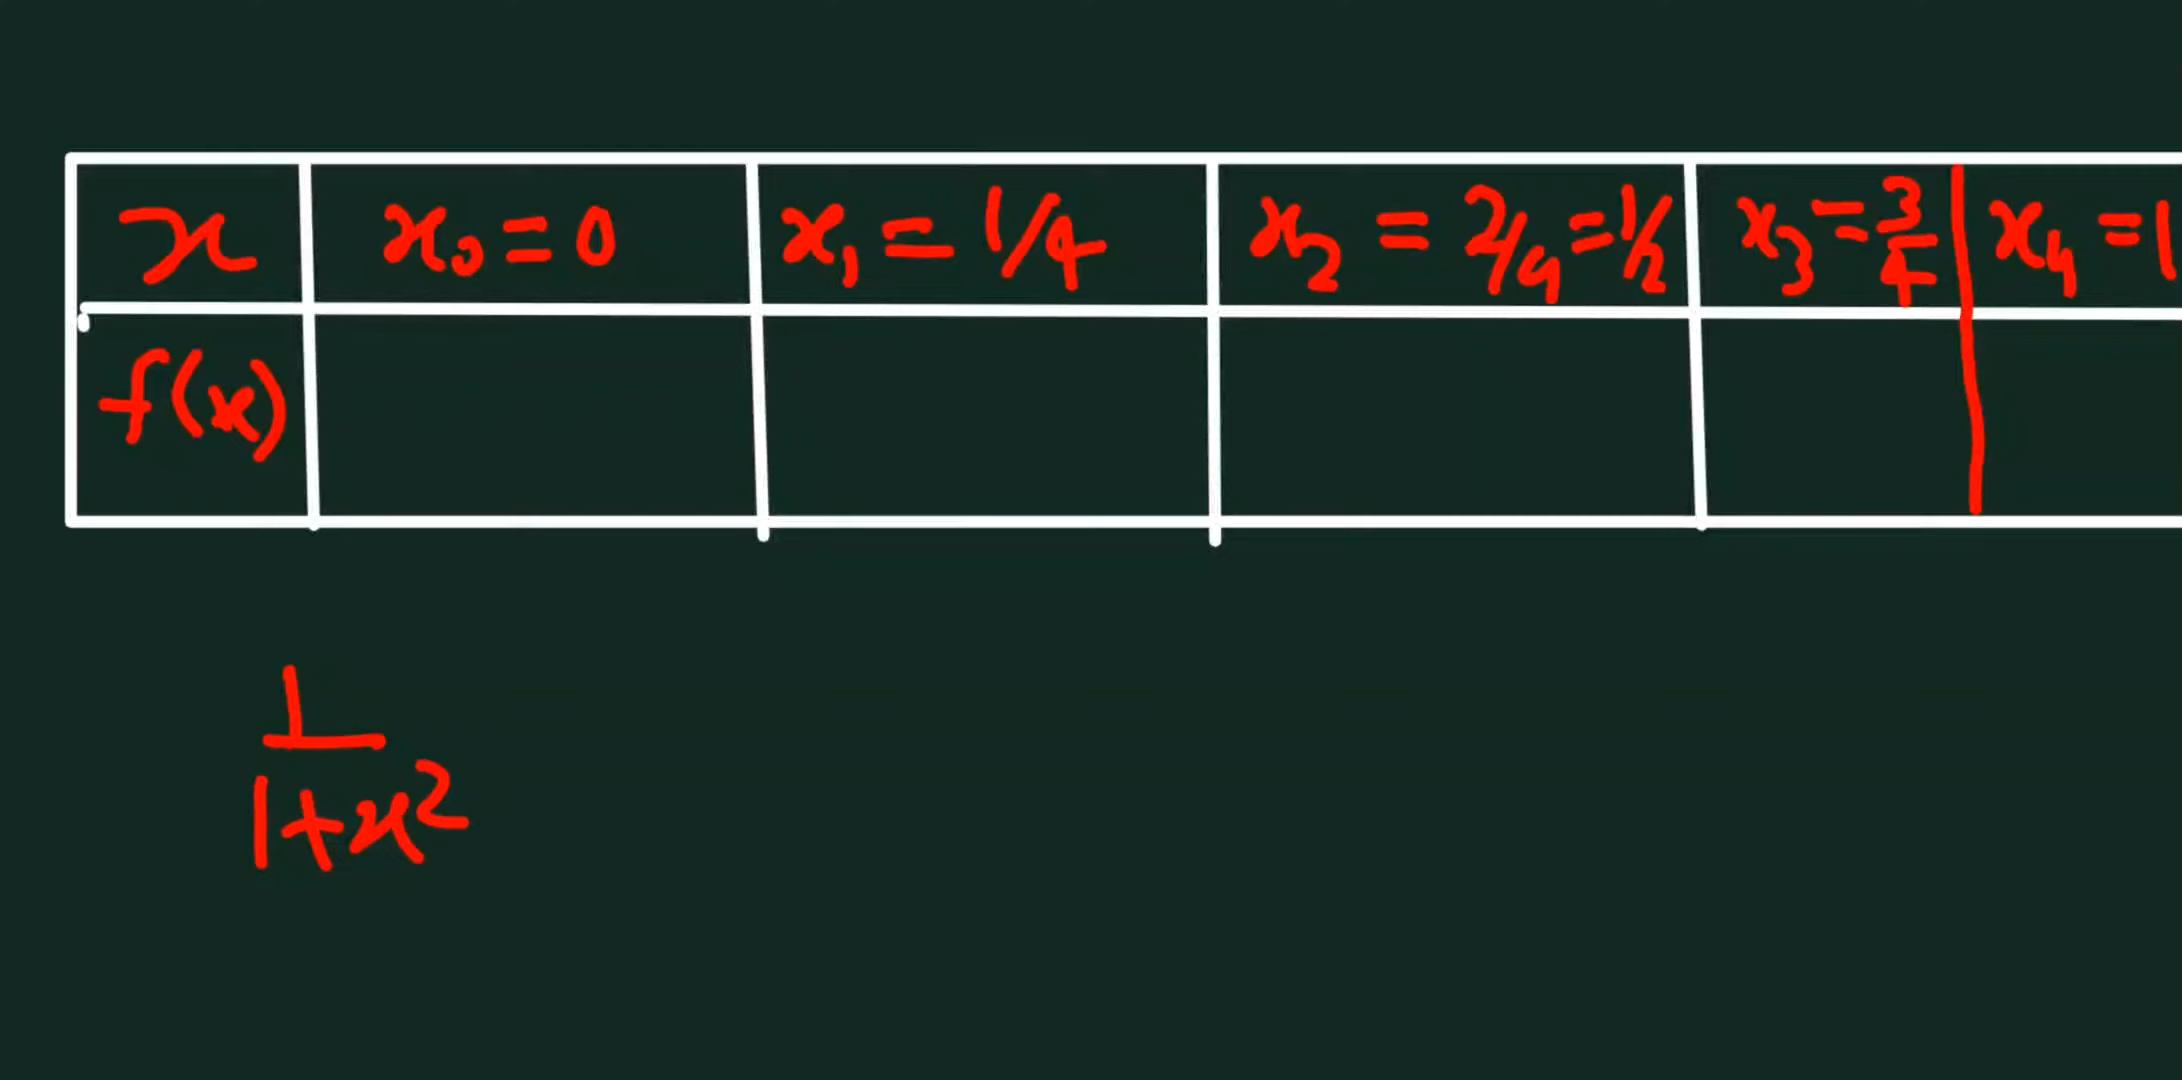 x x₀ = 0 x₁ = 1/4 x₂ = 2/4 = 1/2 x₃ = 3/4 x₄ = 1
f(x)
1
1+x²